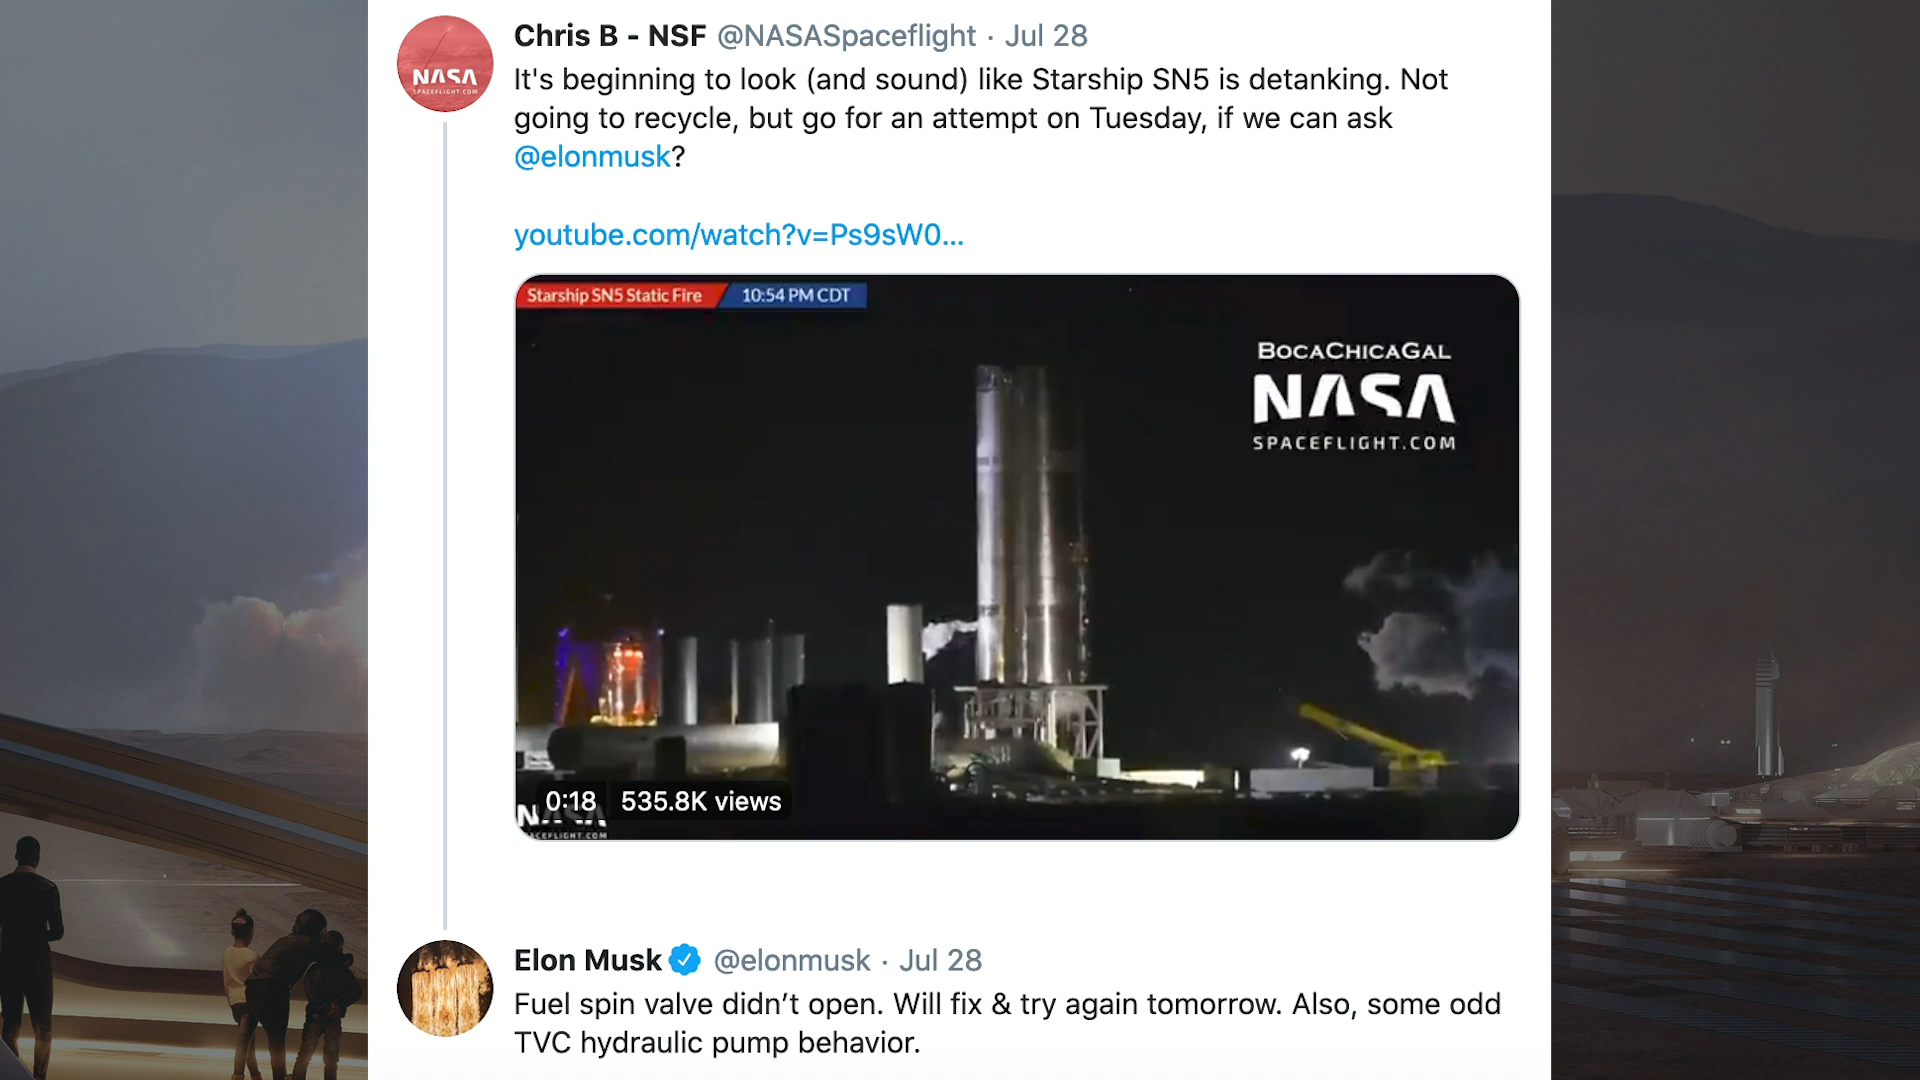 Chris B - NSF @NASASpaceflight · Jul 28
NASA
SPACEFLIGHT.COM
It's beginning to look (and sound) like Starship SN5 is detanking. Not
going to recycle, but go for an attempt on Tuesday, if we can ask
@elonmusk?
youtube.com/watch?v=Ps9sW0...
Starship SN5 Static Fire 10:54 PM CDT
BOCACHICAGAL
NASA
SPACEFLIGHT.COM
0:18 535.8K views
Elon Musk @elonmusk · Jul 28
Fuel spin valve didn’t open. Will fix & try again tomorrow. Also, some odd
TVC hydraulic pump behavior.